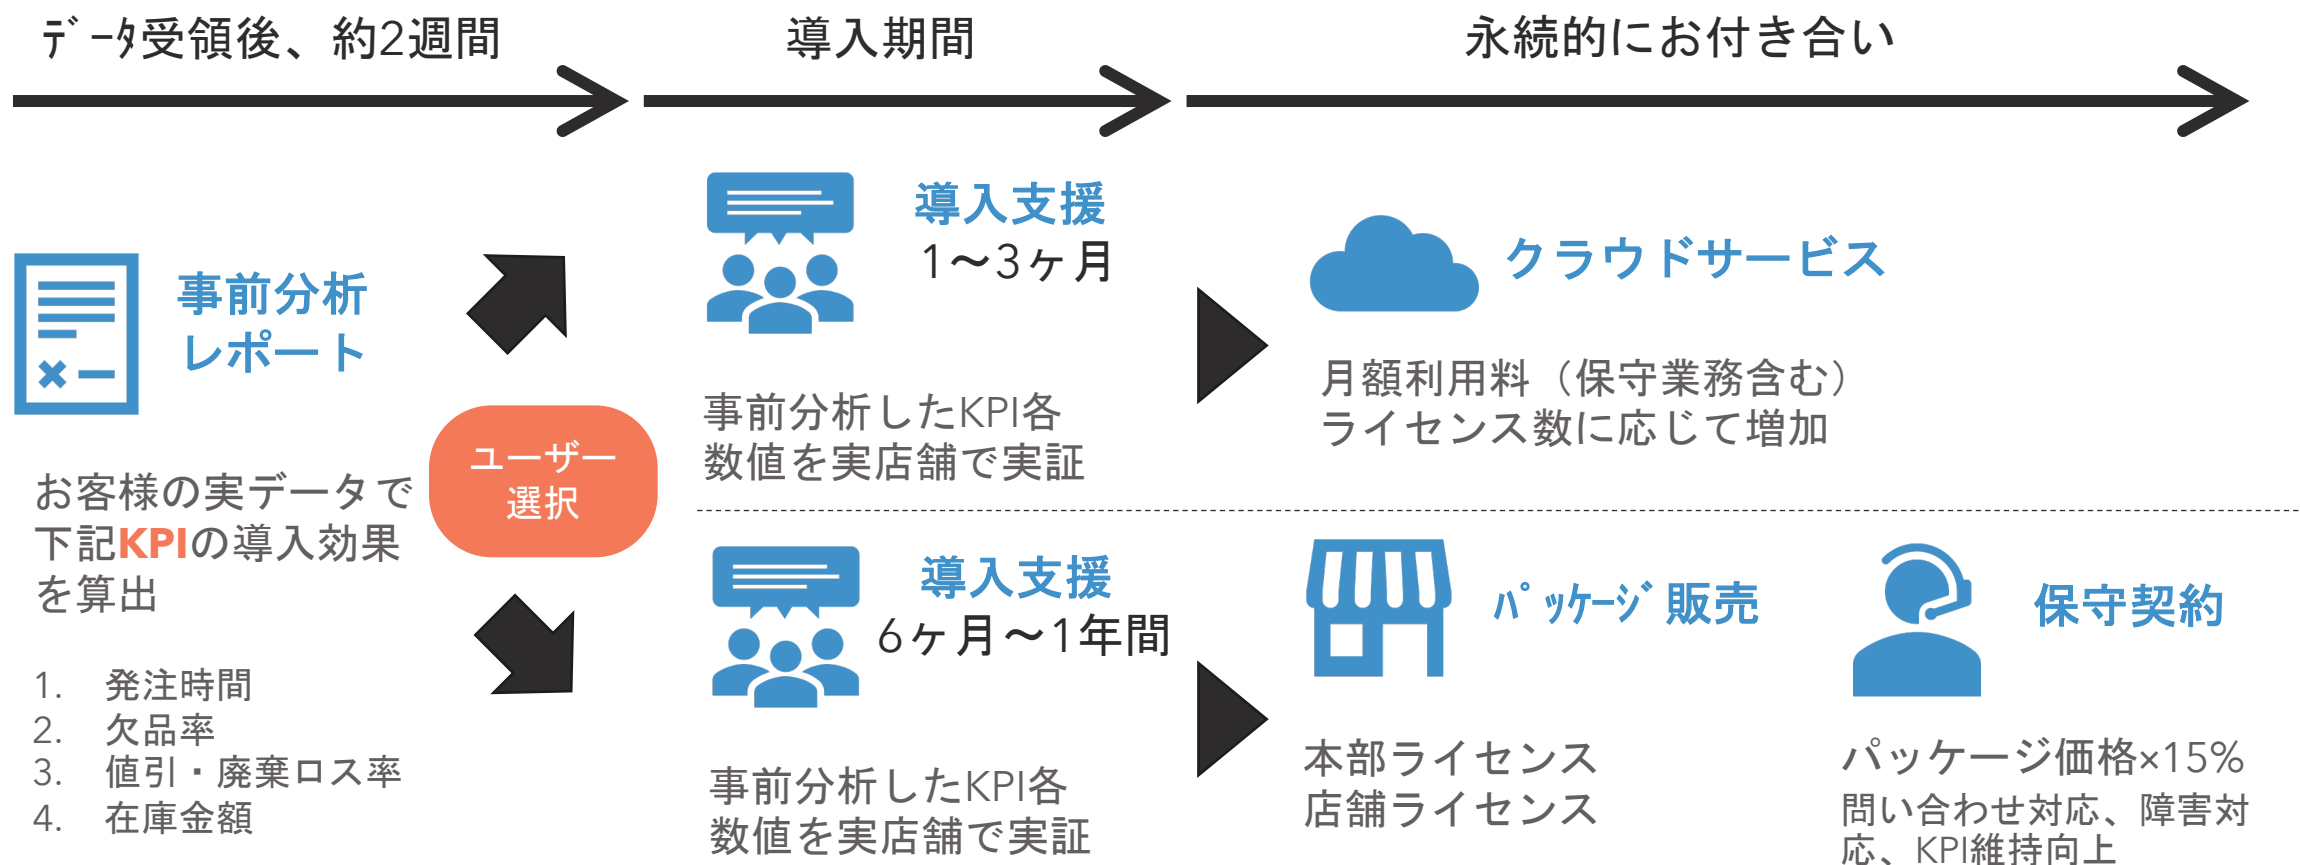 ﾃﾞｰﾀ受領後、約2週間
導入期間
永続的にお付き合い
事前分析
レポート
お客様の実データで
下記KPIの導入効果
を算出
1. 発注時間
2. 欠品率
3. 値引・廃棄ロス率
4. 在庫金額
ユーザー
選択
導入支援
1〜3ヶ月
事前分析したKPI各
数値を実店舗で実証
クラウドサービス
月額利用料（保守業務含む）
ライセンス数に応じて増加
導入支援
6ヶ月〜1年間
事前分析したKPI各
数値を実店舗で実証
ﾊﾟｯｹｰｼﾞ販売
本部ライセンス
店舗ライセンス
保守契約
パッケージ価格×15%
問い合わせ対応、障害対
応、KPI維持向上